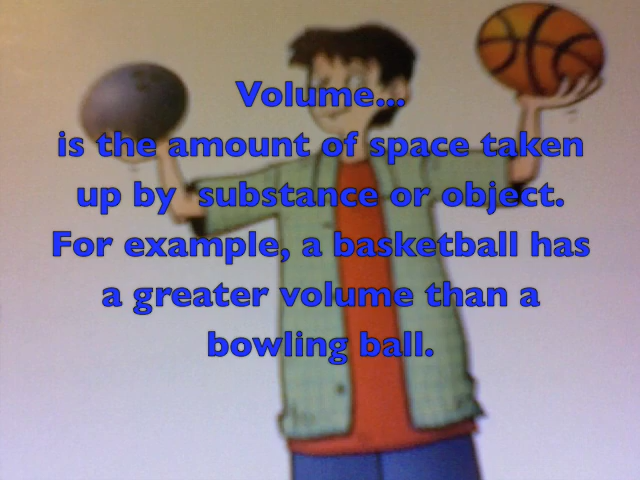 Volume...
is the amount of space taken
up by  substance or object.
For example, a basketball has
a greater volume than a
bowling ball.